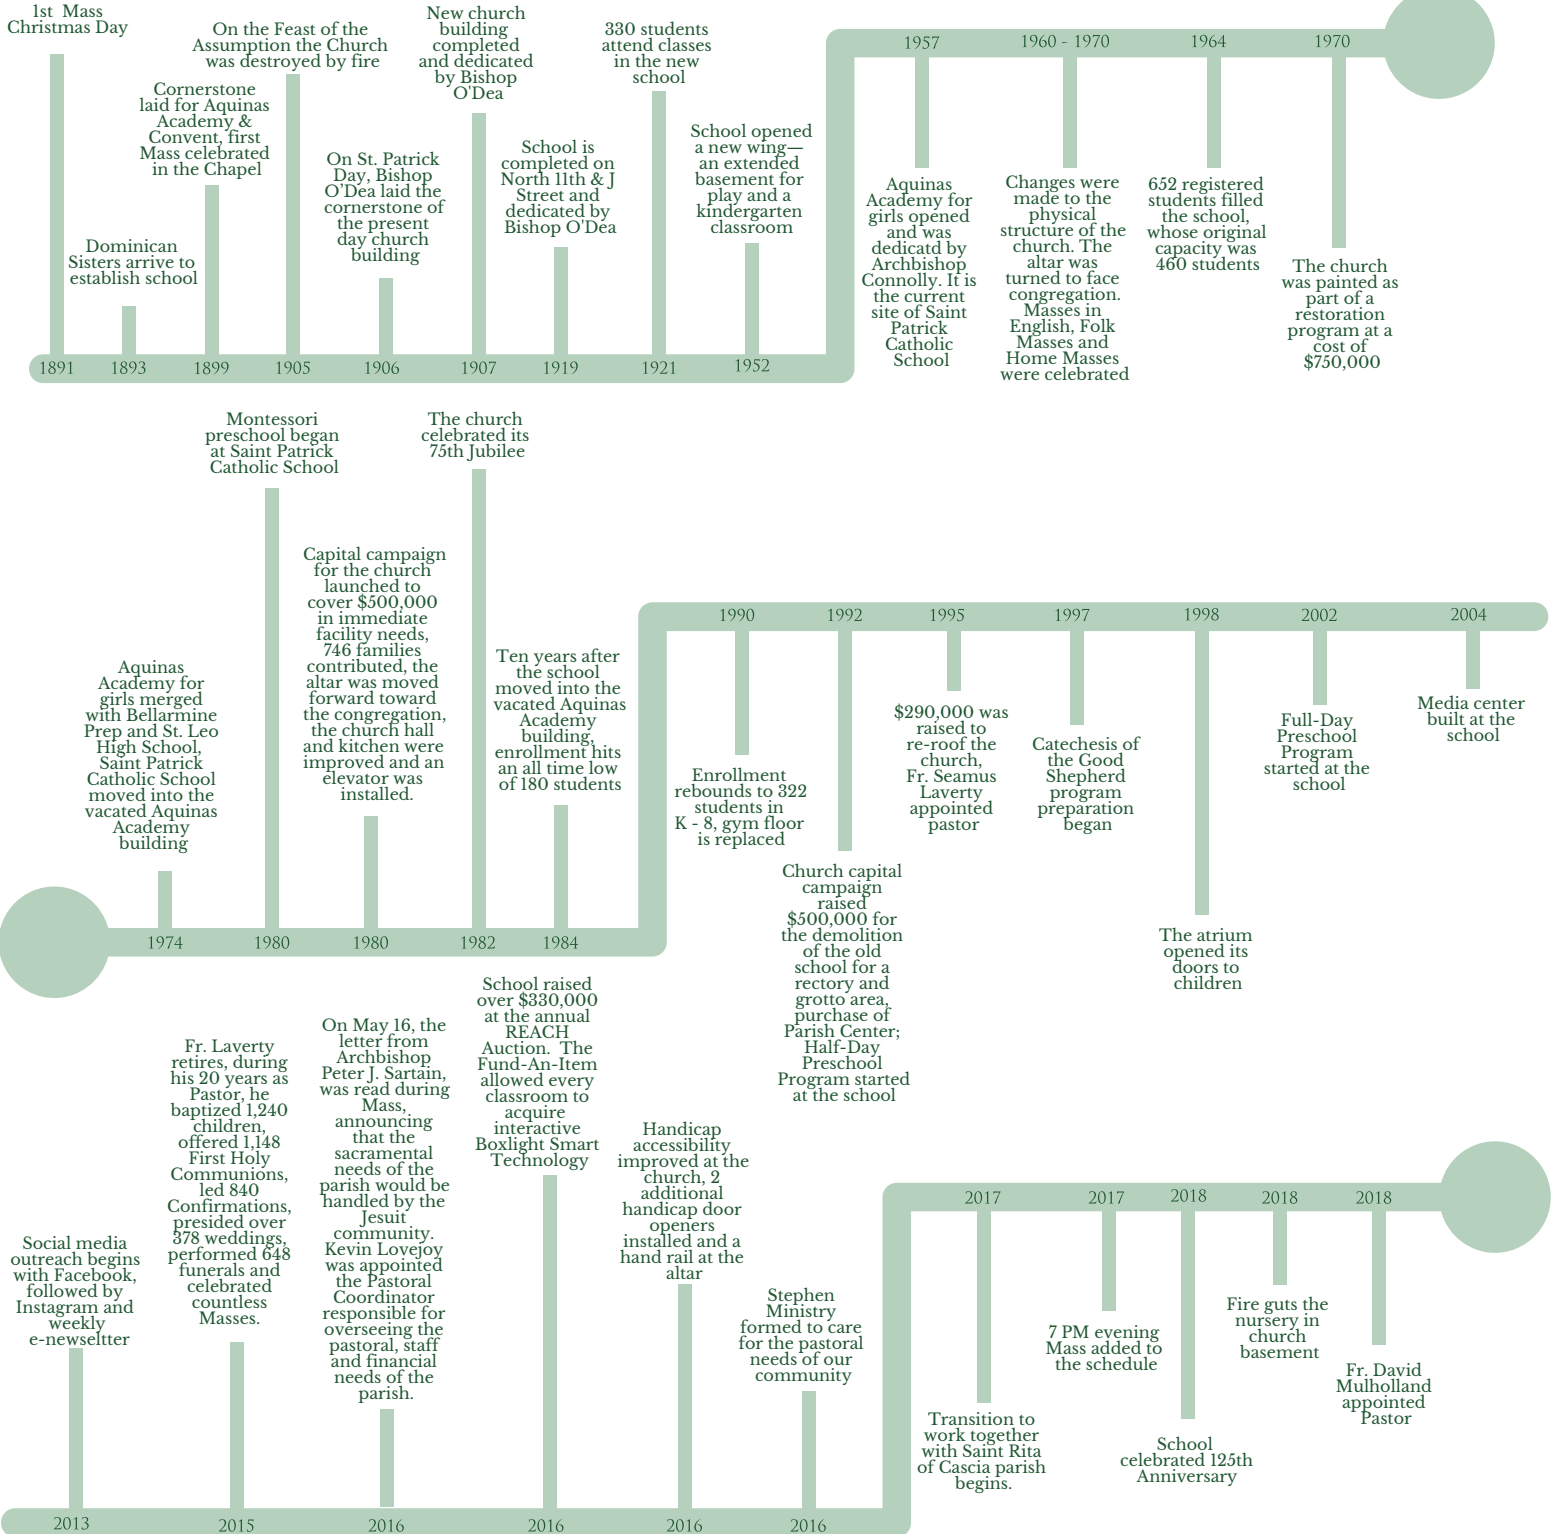 1st  Mass
Christmas Day
1891
Dominican
Sisters arrive to
establish school
1893
Cornerstone
laid for Aquinas
Academy &
Convent, first
Mass celebrated
in the Chapel
1899
On the Feast of the
Assumption the Church
was destroyed by fire
1905
On St. Patrick
Day, Bishop
O'Dea laid the
cornerstone of
the present
day church
building
1906
New church
building
completed
and dedicated
by Bishop
O'Dea
1907
School is
completed on
North 11th & J
Street and
dedicated by
Bishop O'Dea
1919
330 students
attend classes
in the new
school
1921
School opened
a new wing—
an extended
basement for
play and a
kindergarten
classroom
1952
1957
Aquinas
Academy for
girls opened
and was
dedicatd by
Archbishop
Connolly. It is
the current
site of Saint
Patrick
Catholic
School
1960 - 1970
Changes were
made to the
physical
structure of the
church. The
altar was
turned to face
congregation.
Masses in
English, Folk
Masses and
Home Masses
were celebrated
1964
652 registered
students filled
the school,
whose original
capacity was
460 students
1970
The church
was painted as
part of a
restoration
program at a
cost of
$750,000
Aquinas
Academy for
girls merged
with Bellarmine
Prep and St. Leo
High School,
Saint Patrick
Catholic School
moved into the
vacated Aquinas
Academy
building
1974
Montessori
preschool began
at Saint Patrick
Catholic School
1980
Capital campaign
for the church
launched to
cover $500,000
in immediate
facility needs,
746 families
contributed, the
altar was moved
forward toward
the congregation,
the church hall
and kitchen were
improved and an
elevator was
installed.
1980
The church
celebrated its
75th Jubilee
1982
Ten years after
the school
moved into the
vacated Aquinas
Academy
building,
enrollment hits
an all time low
of 180 students
1984
1990
Enrollment
rebounds to 322
students in
K - 8, gym floor
is replaced
1992
Church capital
campaign
raised
$500,000 for
the demolition
of the old
school for a
rectory and
grotto area,
purchase of
Parish Center;
Half-Day
Preschool
Program started
at the school
1995
$290,000 was
raised to
re-roof the
church,
Fr. Seamus
Laverty
appointed
pastor
1997
Catechesis of
the Good
Shepherd
program
preparation
began
1998
The atrium
opened its
doors to
children
2002
Full-Day
Preschool
Program
started at the
school
2004
Media center
built at the
school
Social media
outreach begins
with Facebook,
followed by
Instagram and
weekly
e-newseltter
2013
Fr. Laverty
retires, during
his 20 years as
Pastor, he
baptized 1,240
children,
offered 1,148
First Holy
Communions,
led 840
Confirmations,
presided over
378 weddings,
performed 648
funerals and
celebrated
countless
Masses.
2015
On May 16, the
letter from
Archbishop
Peter J. Sartain,
was read during
Mass,
announcing
that the
sacramental
needs of the
parish would be
handled by the
Jesuit
community.
Kevin Lovejoy
was appointed
the Pastoral
Coordinator
responsible for
overseeing the
pastoral, staff
and financial
needs of the
parish.
2016
School raised
over $330,000
at the annual
REACH
Auction.  The
Fund-An-Item
allowed every
classroom to
acquire
interactive
Boxlight Smart
Technology
2016
Handicap
accessibility
improved at the
church, 2
additional
handicap door
openers
installed and a
hand rail at the
altar
2016
Stephen
Ministry
formed to care
for the pastoral
needs of our
community
2016
2017
Transition to
work together
with Saint Rita
of Cascia parish
begins.
2017
7 PM evening
Mass added to
the schedule
2018
School
celebrated 125th
Anniversary
2018
Fire guts the
nursery in
church
basement
2018
Fr. David
Mulholland
appointed
Pastor